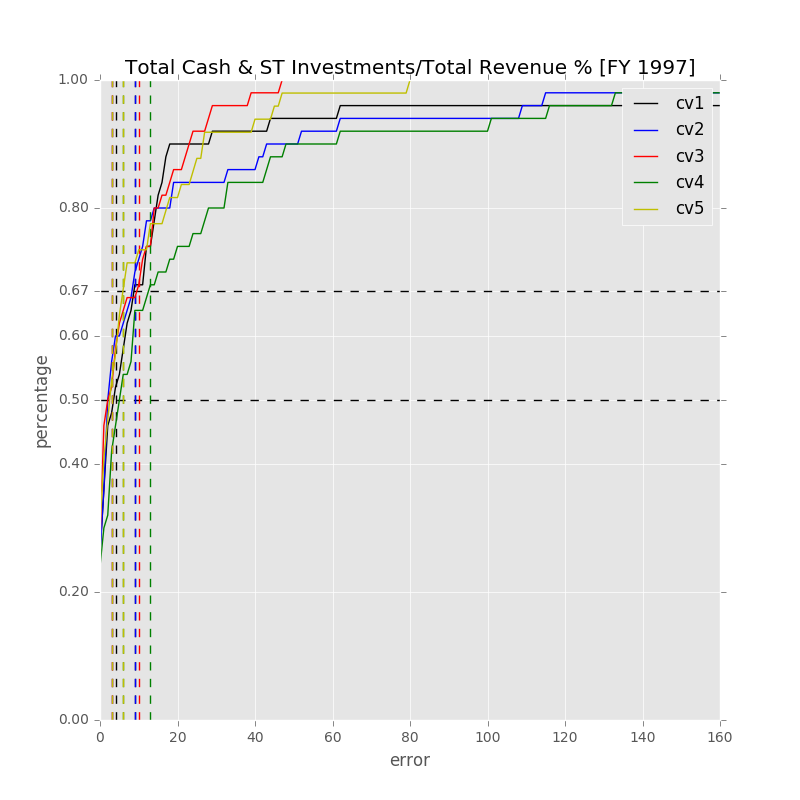 Total Cash & ST Investments/Total Revenue % [FY 1997]
1.00
0.80
0.67
0.60
0.50
0.40
0.20
0.00
percentage
cv1
cv2
cv3
cv4
cv5
0 20 40 60 80 100 120 140 160
error